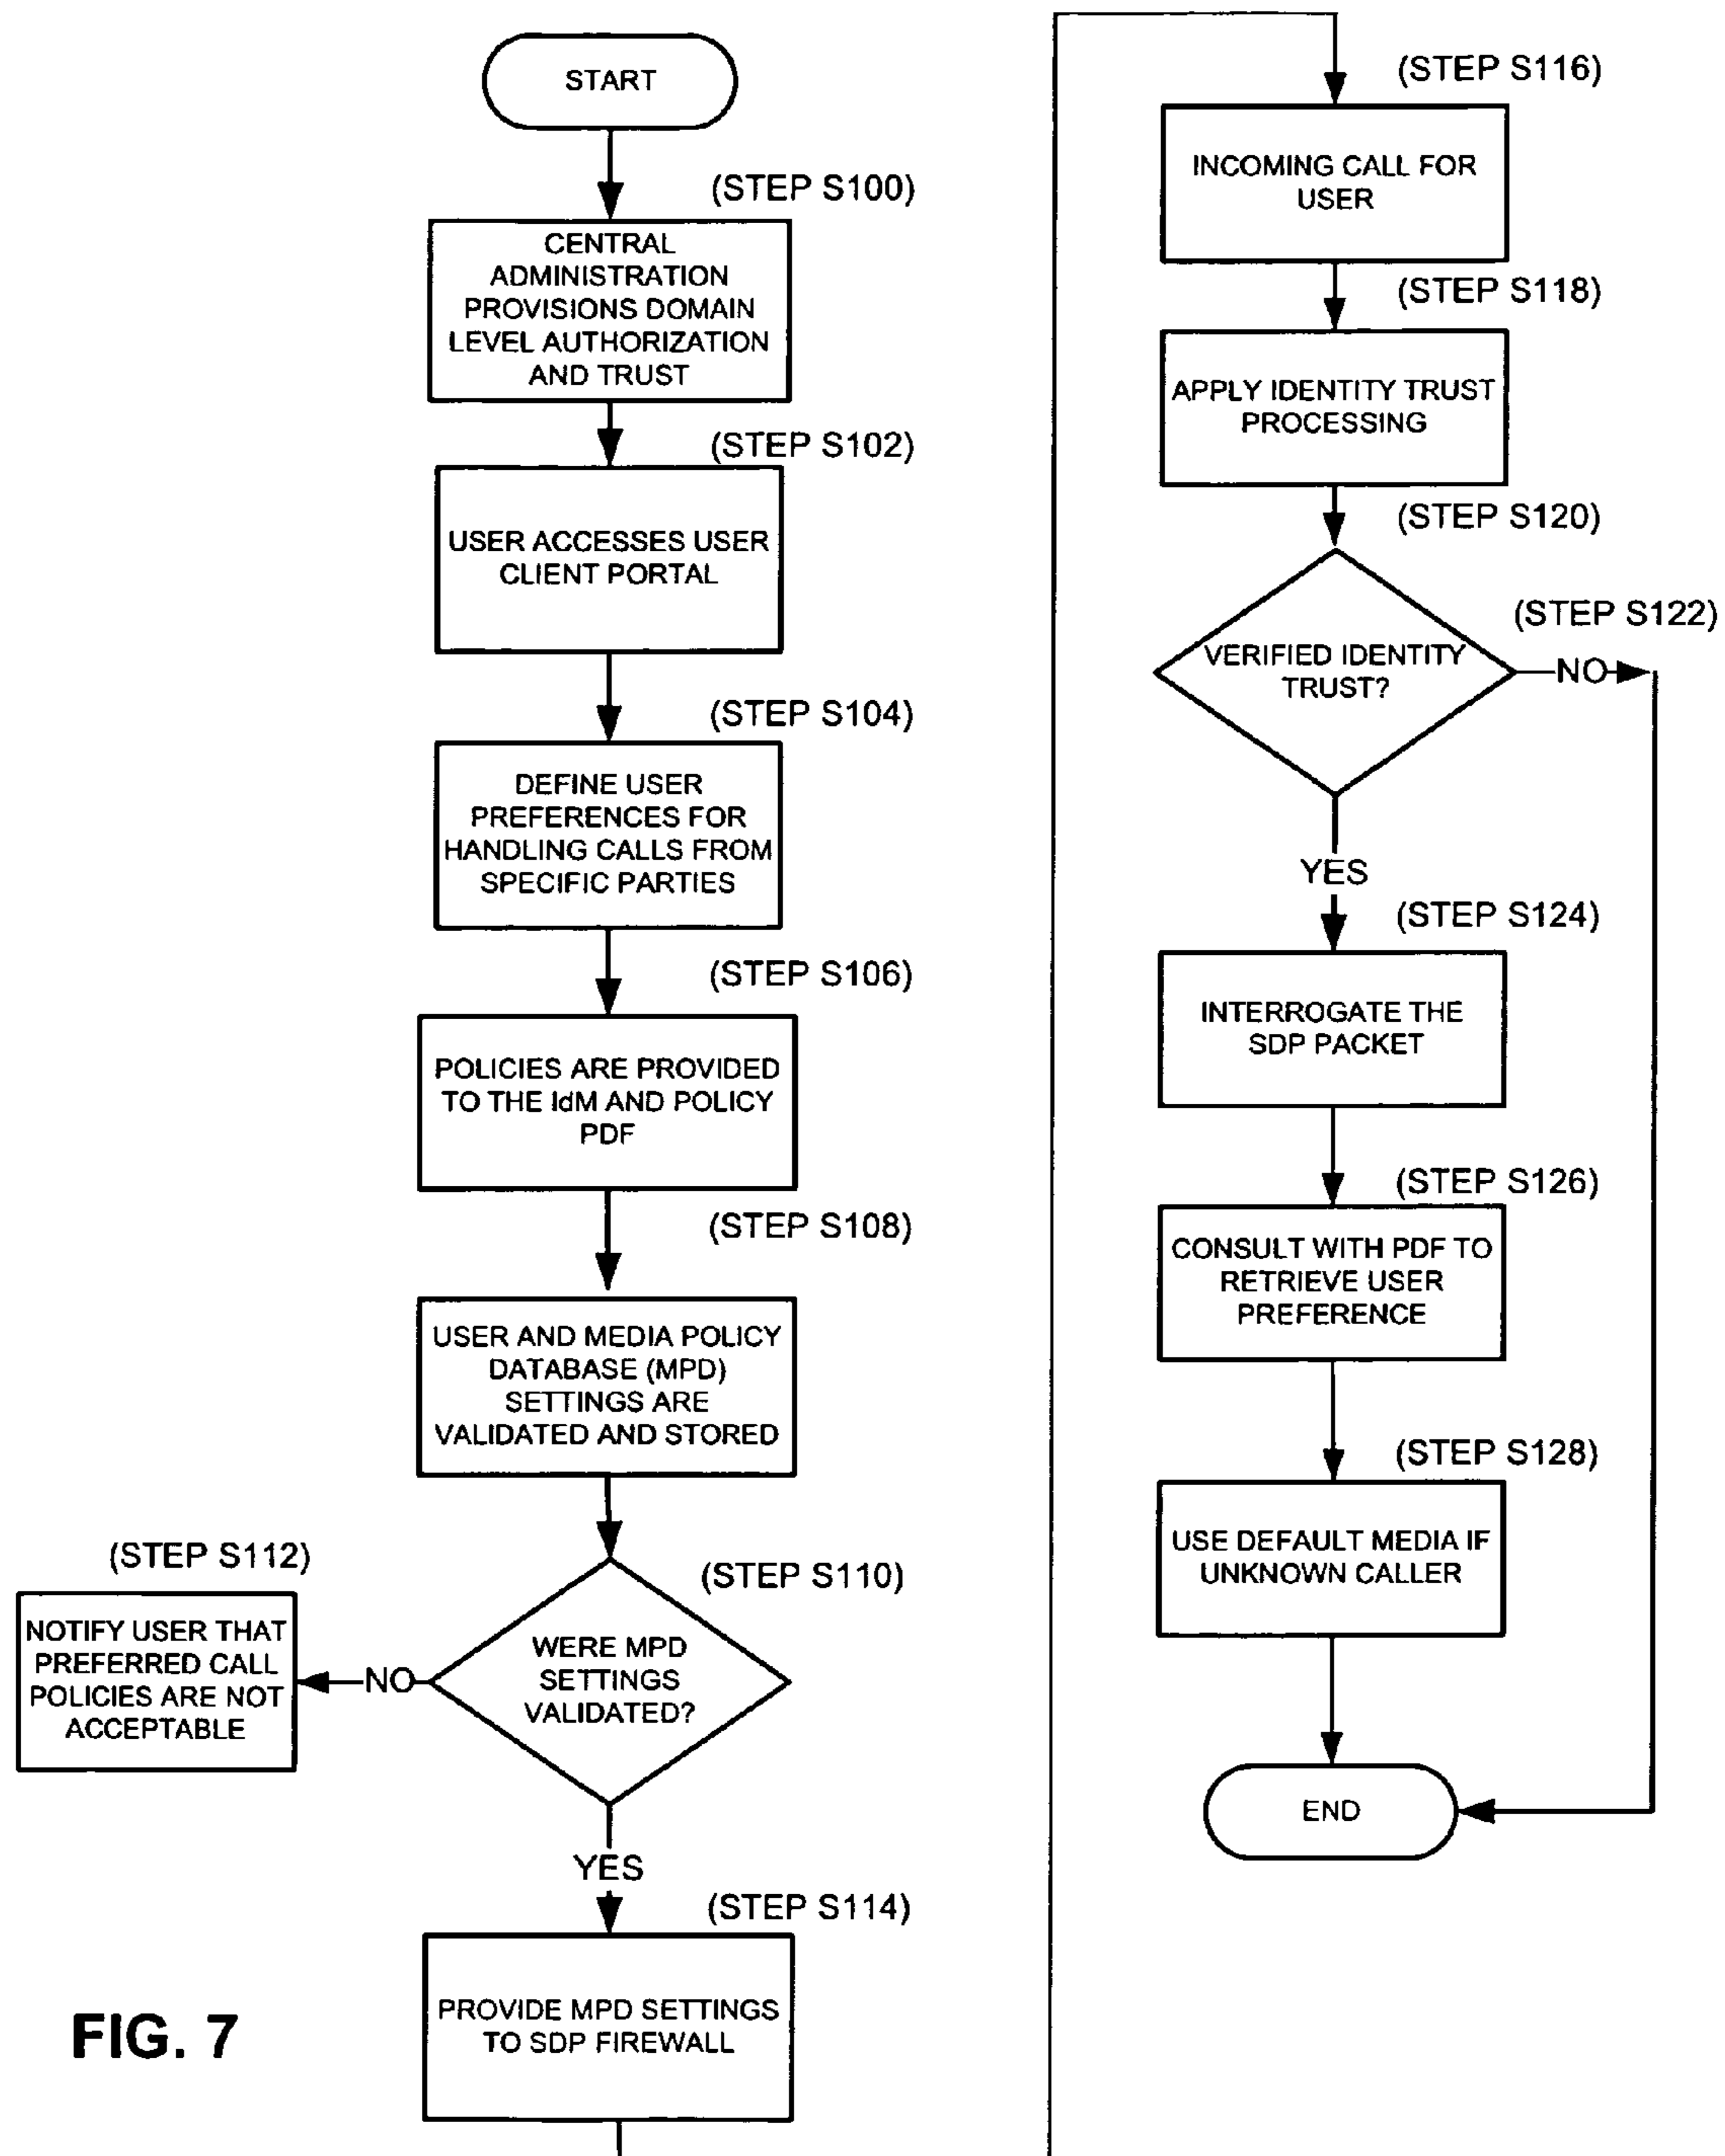 START
(STEP S100)
CENTRAL
ADMINISTRATION
PROVISIONS DOMAIN
LEVEL AUTHORIZATION
AND TRUST
(STEP S102)
USER ACCESSES USER
CLIENT PORTAL
(STEP S104)
DEFINE USER
PREFERENCES FOR
HANDLING CALLS FROM
SPECIFIC PARTIES
(STEP S106)
POLICIES ARE PROVIDED
TO THE IdM AND POLICY
PDF
(STEP S108)
USER AND MEDIA POLICY
DATABASE (MPD)
SETTINGS ARE
VALIDATED AND STORED
(STEP S110)
WERE MPD
SETTINGS
VALIDATED?
NO
(STEP S112)
NOTIFY USER THAT
PREFERRED CALL
POLICIES ARE NOT
ACCEPTABLE
YES
(STEP S114)
PROVIDE MPD SETTINGS
TO SDP FIREWALL
(STEP S116)
INCOMING CALL FOR
USER
(STEP S118)
APPLY IDENTITY TRUST
PROCESSING
(STEP S120)
VERIFIED IDENTITY
TRUST?
(STEP S122)
NO
YES
(STEP S124)
INTERROGATE THE
SDP PACKET
(STEP S126)
CONSULT WITH PDF TO
RETRIEVE USER
PREFERENCE
(STEP S128)
USE DEFAULT MEDIA IF
UNKNOWN CALLER
END
FIG. 7